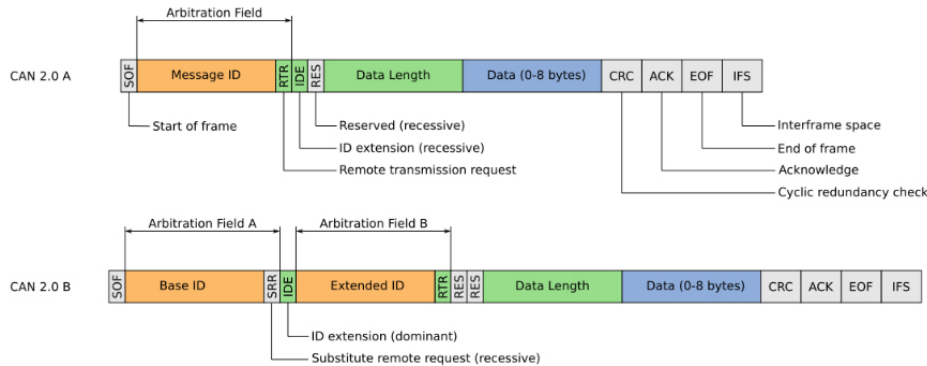 Arbitration Field
CAN 2.0 A
SOF
Message ID
RTR
IDE
RES
Data Length
Data (0-8 bytes)
CRC
ACK
EOF
IFS
Start of frame
Reserved (recessive)
ID extension (recessive)
Remote transmission request
Interframe space
End of frame
Acknowledge
Cyclic redundancy check
Arbitration Field A
Arbitration Field B
CAN 2.0 B
SOF
Base ID
SRR
IDE
Extended ID
RTR
RES
RES
Data Length
Data (0-8 bytes)
CRC
ACK
EOF
IFS
ID extension (dominant)
Substitute remote request (recessive)